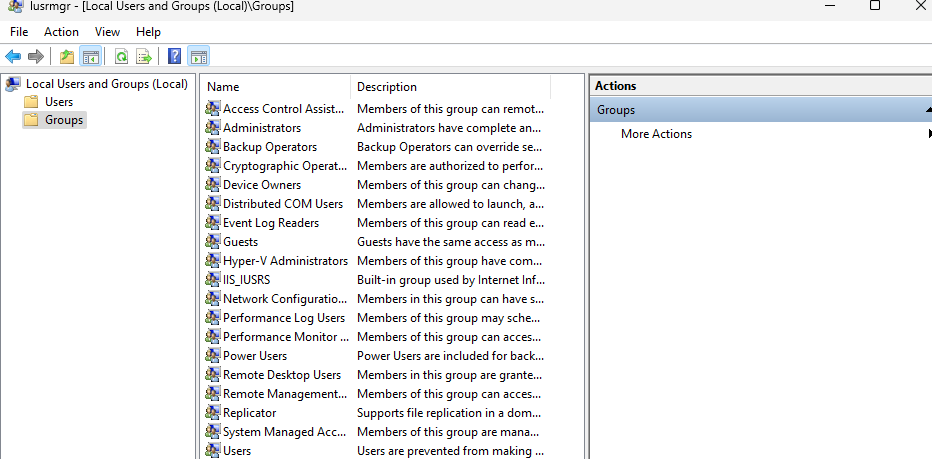 lusrmgr - [Local Users and Groups (Local)\Groups]
File Action View Help
Local Users and Groups (Local)
Users
Groups
Name Description
Access Control Assist... Members of this group can remot...
Administrators Administrators have complete an...
Backup Operators Backup Operators can override se...
Cryptographic Operat... Members are authorized to perfor...
Device Owners Members of this group can chang...
Distributed COM Users Members are allowed to launch, a...
Event Log Readers Members of this group can read e...
Guests Guests have the same access as m...
Hyper-V Administrators Members of this group have com...
IIS_IUSRS Built-in group used by Internet Inf...
Network Configuratio... Members in this group can have s...
Performance Log Users Members of this group may sche...
Performance Monitor ... Members of this group can acces...
Power Users Power Users are included for back...
Remote Desktop Users Members in this group are grante...
Remote Management... Members of this group can acces...
Replicator Supports file replication in a dom...
System Managed Acc... Members of this group are mana...
Users Users are prevented from making ...
Actions
Groups
More Actions